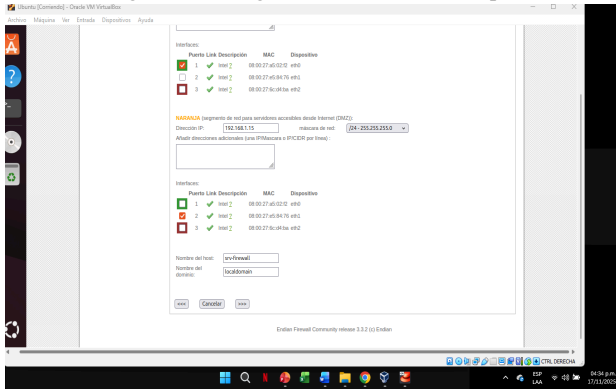 Ubuntu [Corriendo] - Oracle VM VirtualBox
Archivo Máquina Ver Entrada Dispositivos Ayuda
Interfaces:
Puerto Link Descripción MAC Dispositivo
1 Intel ? 08:00:27:a5:02:f2 eth0
2 Intel ? 08:00:27:e5:84:76 eth1
3 Intel ? 08:00:27:6c:d4:ba eth2
NARANJA (segmento de red para servidores accesibles desde Internet (DMZ)):
Dirección IP: 192.168.1.15 máscara de red: /24 - 255.255.255.0
Añadir direcciones adicionales (una IP/Mascara o IP/CIDR por línea) :
Interfaces:
Puerto Link Descripción MAC Dispositivo
1 Intel ? 08:00:27:a5:02:f2 eth0
2 Intel ? 08:00:27:e5:84:76 eth1
3 Intel ? 08:00:27:6c:d4:ba eth2
Nombre del host: srv-firewall
Nombre del
dominio: localdomain
<<< Cancelar >>>
Endian Firewall Community release 3.3.2 (c) Endian
CTRL DERECHA
ESP
LAA
04:34 p.m.